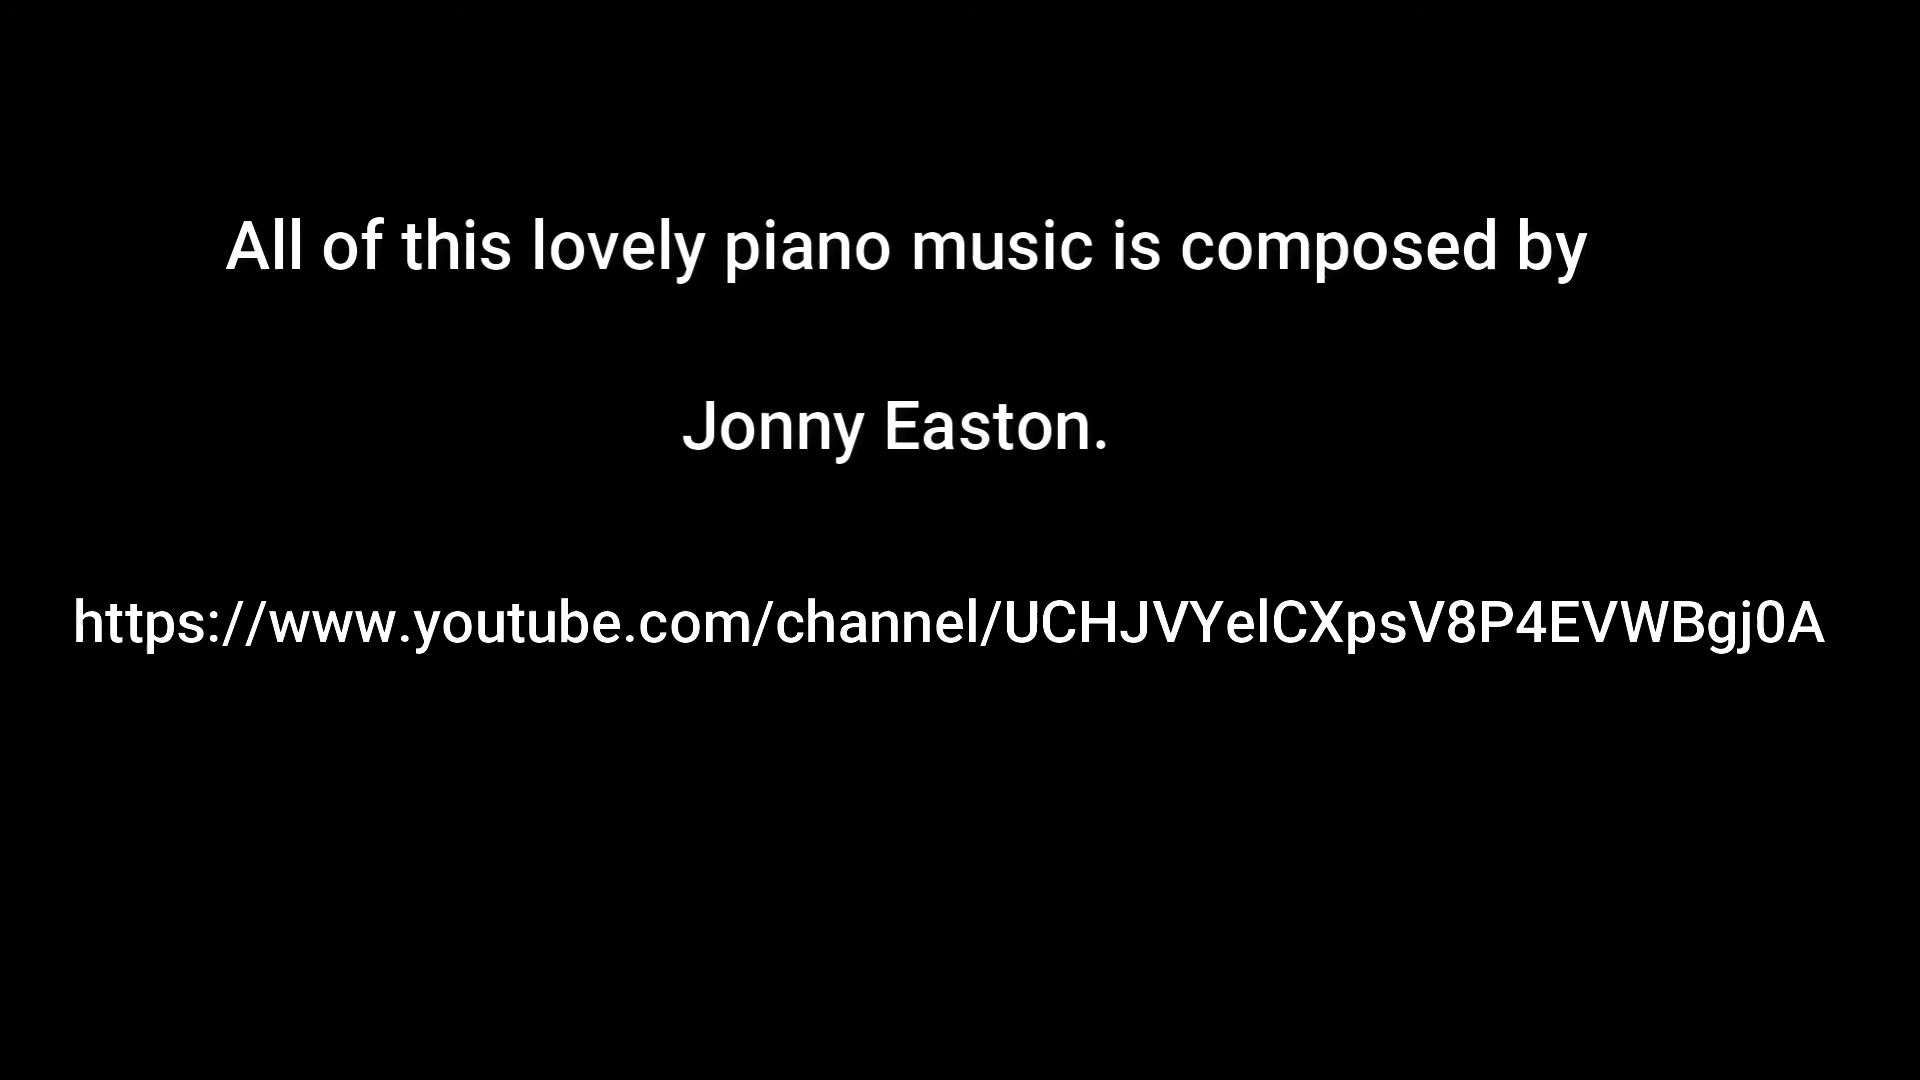 All of this lovely piano music is composed by
Jonny Easton.
https://www.youtube.com/channel/UCHJVYelCXpsV8P4EVWBgj0A